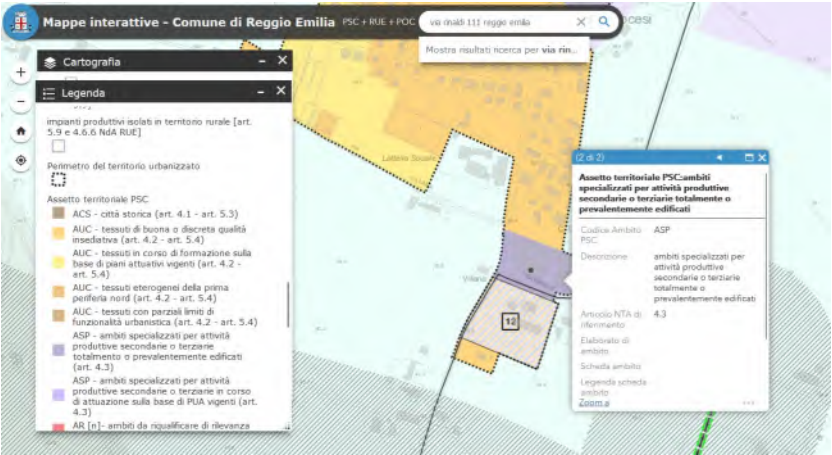 Mappe interattive - Comune di Reggio Emilia PSC + RUE + POC
via rinaldi 111 reggo emilia
Mostra risultati ricerca per via rin...
Cartografia
Legenda
impianti produttivi isolati in territorio rurale [art.
5.9 e 4.6.6 NdA RUE]
Perimetro del territorio urbanizzato
Assetto territoriale PSC
ACS - città storica (art. 4.1 - art. 5.3)
AUC - tessuti di buona o discreta qualità
insediativa (art. 4.2 - art. 5.4)
AUC - tessuti in corso di formazione sulla
base di piani attuativi vigenti (art. 4.2 -
art. 5.4)
AUC - tessuti eterogenei della prima
periferia nord (art. 4.2 - art. 5.4)
AUC - tessuti con parziali limiti di
funzionalità urbanistica (art. 4.2 - art. 5.4)
ASP - ambiti specializzati per attività
produttive secondarie o terziarie
totalmento o prevalentemente edificati
(art. 4.3)
ASP - ambiti specializzati per attività
produttive secondarie o terziarie in corso
di attuazione sulla base di PUA vigenti (art.
4.3)
AR [n]- ambiti da riqualificare di rilevanza
12
(2 di 2)
Assetto territoriale PSC:ambiti
specializzati per attività produttive
secondarie o terziarie totalmente o
prevalentemente edificati
Codice Ambito
PSC
ASP
Descrizione
ambiti specializzati per
attività produttive
secondarie o terziarie
totalmente o
prevalentemente edificati
Articolo NTA di
riferimento
4.3
Elaborato di
ambito
Scheda ambito
Legenda scheda
ambito
Zoom a